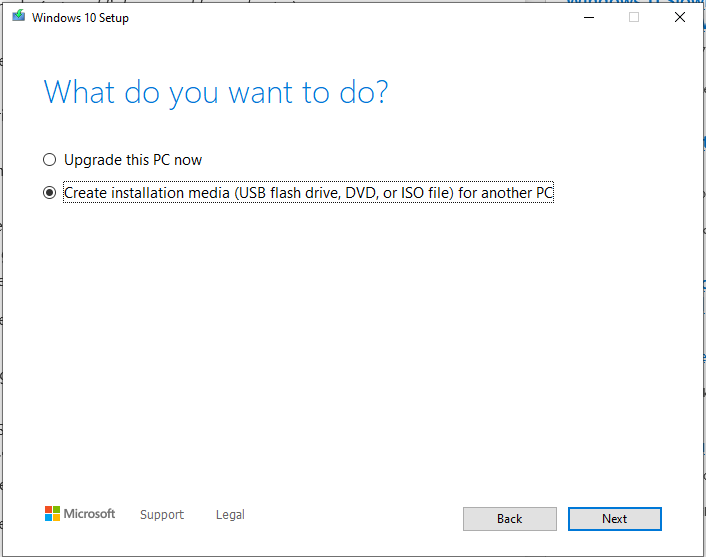 Windows 10 Setup
What do you want to do?
Upgrade this PC now
Create installation media (USB flash drive, DVD, or ISO file) for another PC
Microsoft Support Legal
Back Next